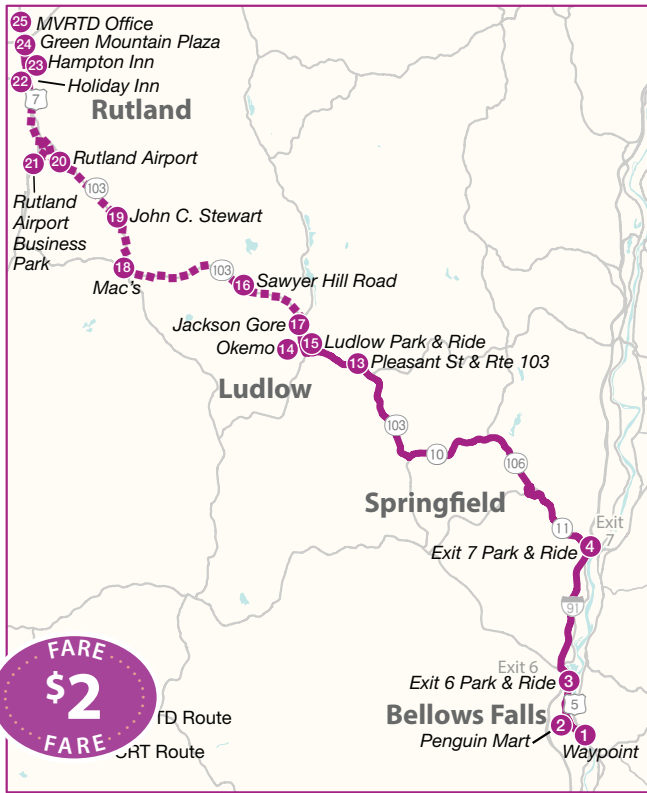 25 MVRTD Office
24 Green Mountain Plaza
23 Hampton Inn
22 Holiday Inn
7
Rutland
21
20 Rutland Airport
Rutland
Airport
Business
Park
103
19 John C. Stewart
18
Mac's
103
16 Sawyer Hill Road
Jackson Gore 17
15 Ludlow Park & Ride
Okemo 14
13 Pleasant St & Rte 103
Ludlow
103
10
106
Springfield
11
Exit
7
Exit 7 Park & Ride 4
91
Exit 6
Exit 6 Park & Ride 3
5
Bellows Falls
2
1
Penguin Mart
Waypoint
FARE
$2
FARE
TD Route
RT Route